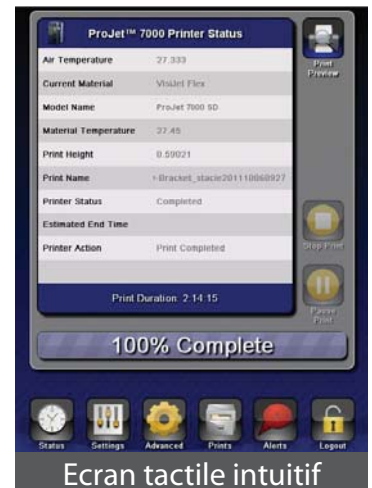 ProJet™ 7000 Printer Status
Air Temperature 27.333
Current Material VisiJet Flex
Model Name ProJet 7000 SD
Material Temperature 27.45
Print Height 0.59021
Print Name -Bracket_stacie201110060927
Printer Status Completed
Estimated End Time
Printer Action Print Completed
Print Duration: 2:14:15
100% Complete
Print Preview
Stop Print
Pause Print
Status Settings Advanced Prints Alerts Logout
Ecran tactile intuitif